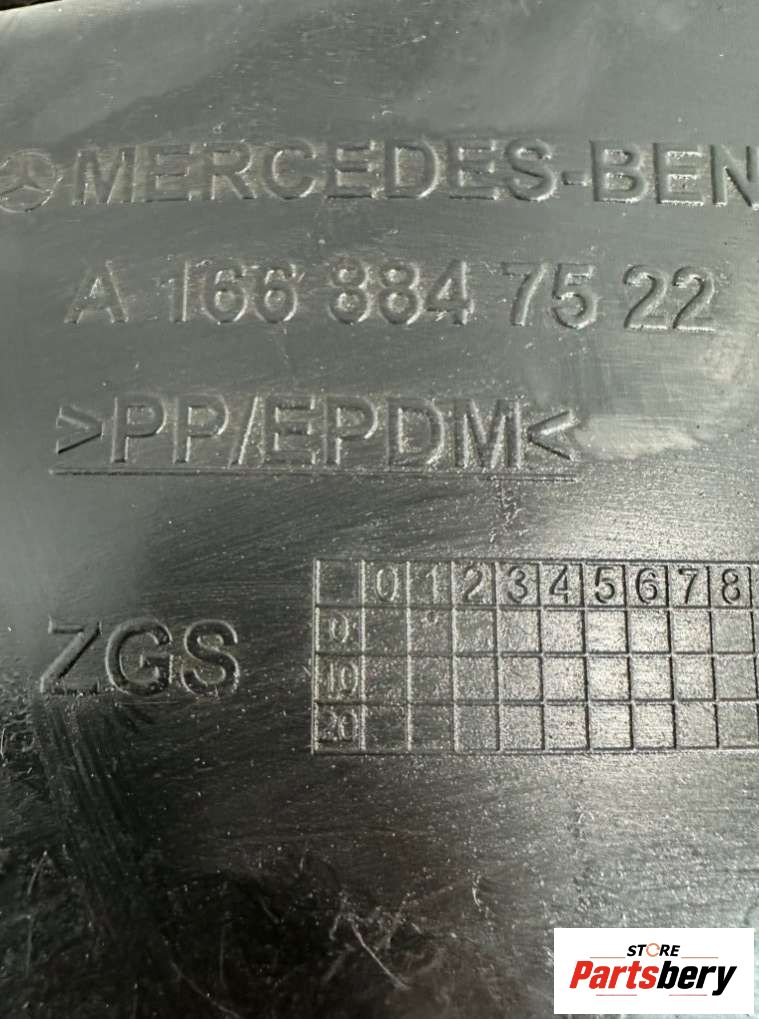 MERCEDES-BEN
A 166 884 75 22
>PP/EPDM<
ZGS
0 1 2 3 4 5 6 7 8
0
10
20
STORE
Partsbery